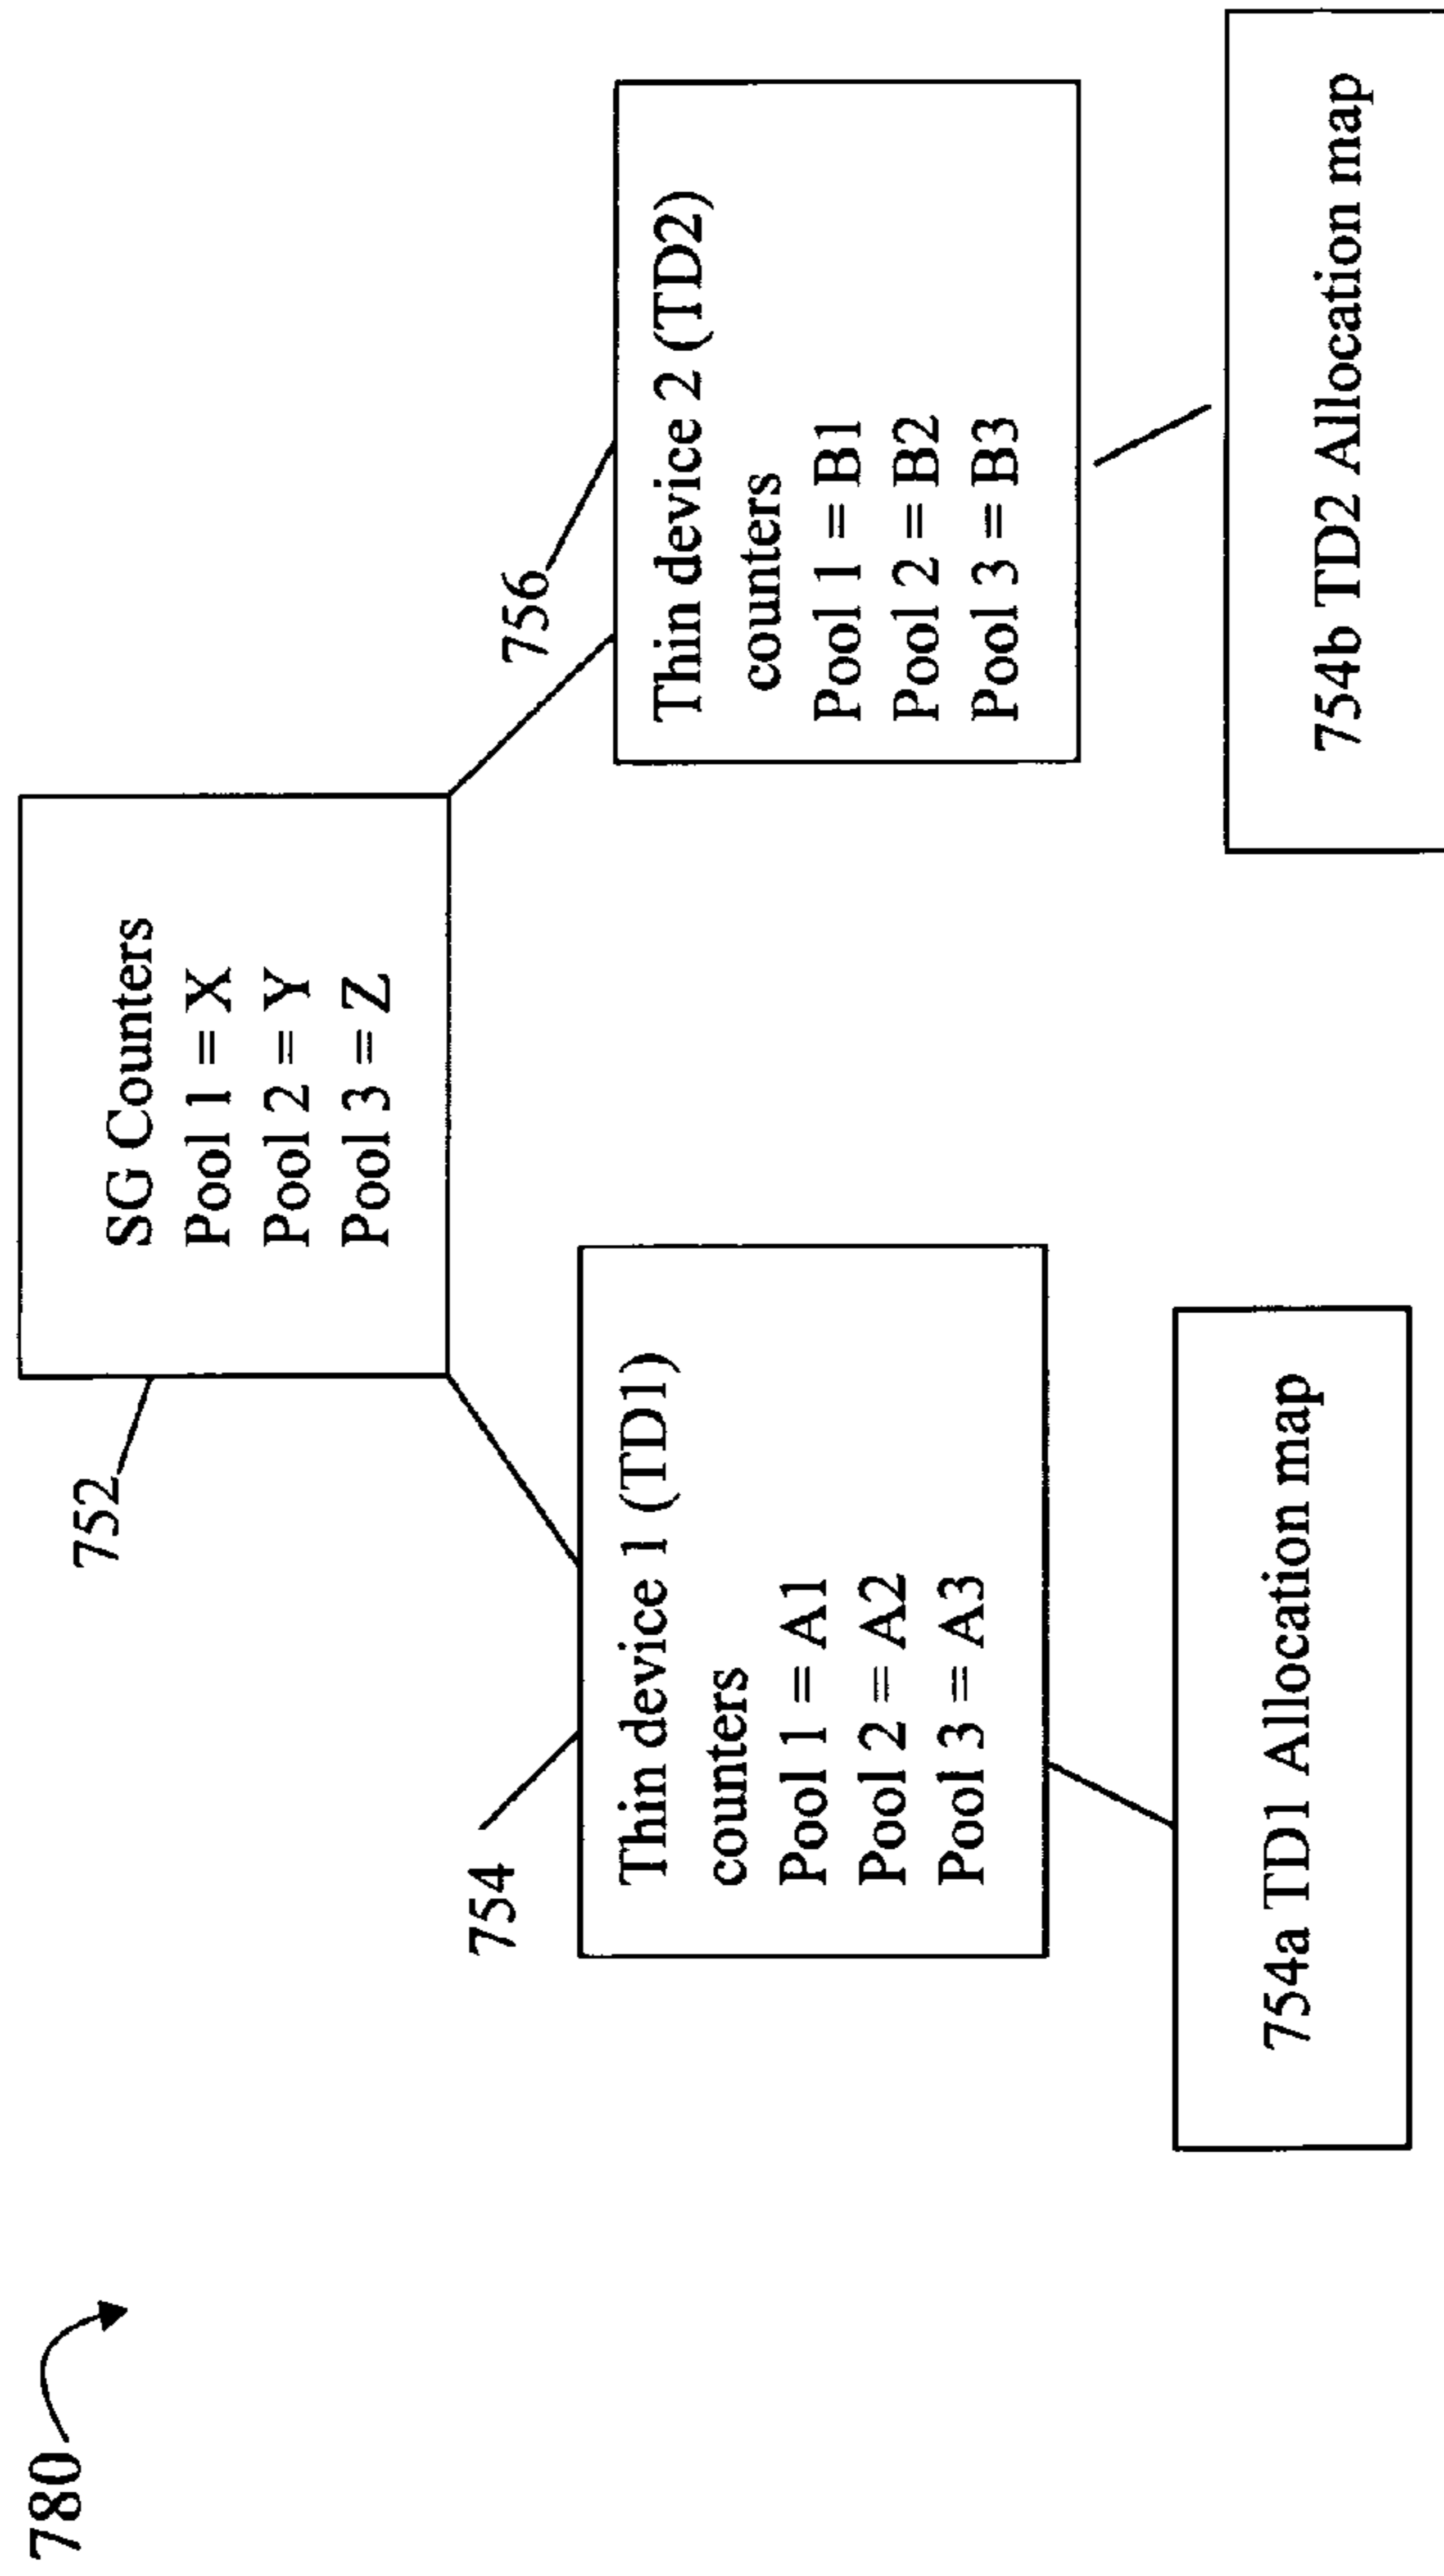 780
752
SG Counters
Pool 1 = X
Pool 2 = Y
Pool 3 = Z
754
Thin device 1 (TD1)
counters
Pool 1 = A1
Pool 2 = A2
Pool 3 = A3
756
Thin device 2 (TD2)
counters
Pool 1 = B1
Pool 2 = B2
Pool 3 = B3
754a TD1 Allocation map
754b TD2 Allocation map